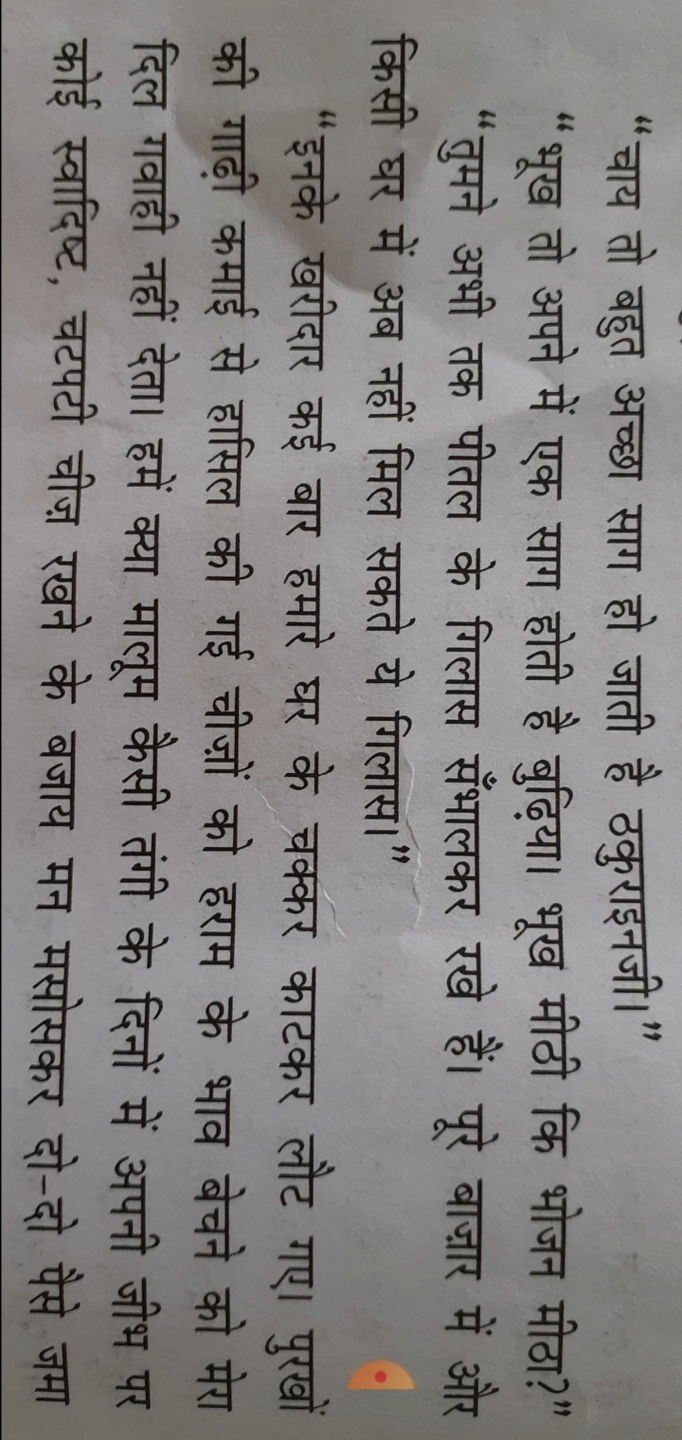 “चाय तो बहुत अच्छा साग हो जाती है ठकुराइनजी।”
“भूख तो अपने में एक साग होती है बुढ़िया। भूख मीठी कि भोजन मीठा?”
“तुमने अभी तक पीतल के गिलास सँभालकर रखे हैं। पूरे बाज़ार में और
किसी घर में अब नहीं मिल सकते ये गिलास।”
“इनके खरीदार कई बार हमारे घर के चक्कर काटकर लौट गए। पुरखों
की गाढ़ी कमाई से हासिल की गई चीज़ों को हराम के भाव बेचने को मेरा
दिल गवाही नहीं देता। हमें क्या मालूम कैसी तंगी के दिनों में अपनी जीभ पर
कोई स्वादिष्ट, चटपटी चीज़ रखने के बजाय मन मसोसकर दो-दो पैसे जमा